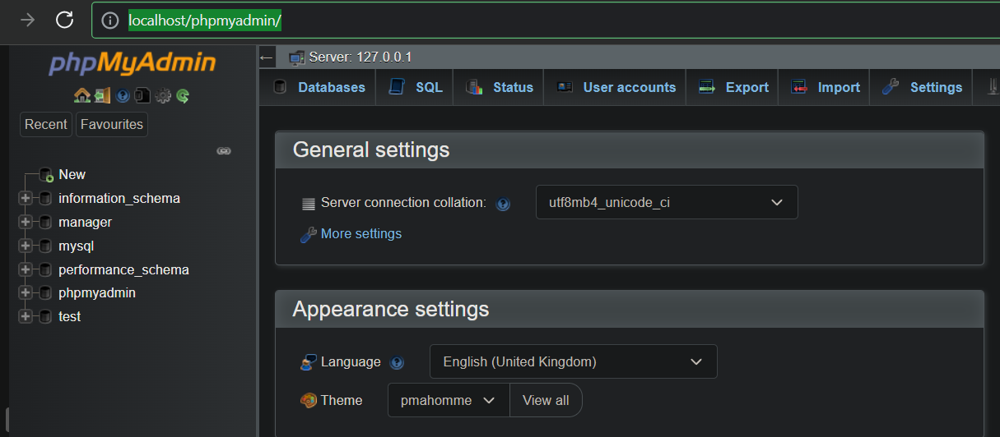 localhost/phpmyadmin/
phpMyAdmin
Recent Favourites
New
information_schema
manager
mysql
performance_schema
phpmyadmin
test
Server: 127.0.0.1
Databases SQL Status User accounts Export Import Settings
General settings
Server connection collation: utf8mb4_unicode_ci
More settings
Appearance settings
Language English (United Kingdom)
Theme pmahomme View all